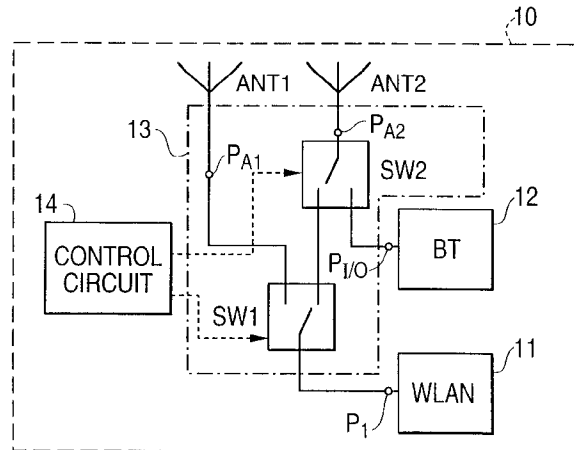 10
ANT1
ANT2
13
PA1
PA2
SW2
14
CONTROL
CIRCUIT
12
BT
PI/O
SW1
11
WLAN
P1